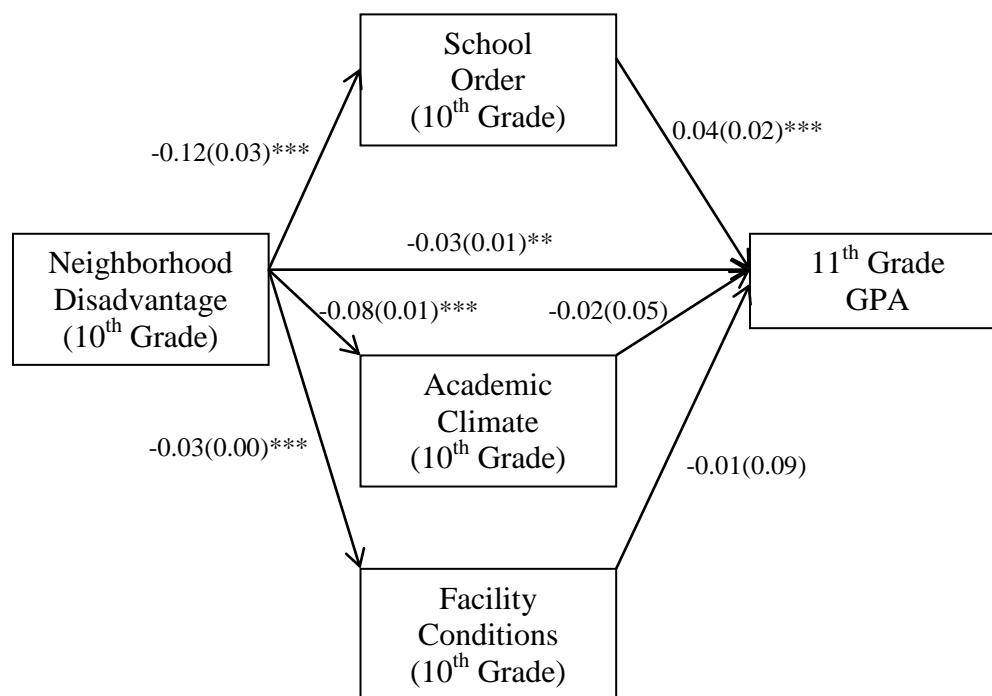 School
Order
(10th Grade)
-0.12(0.03)***
0.04(0.02)***
Neighborhood
Disadvantage
(10th Grade)
-0.03(0.01)**
11th Grade
GPA
-0.08(0.01)***
-0.02(0.05)
Academic
Climate
(10th Grade)
-0.03(0.00)***
-0.01(0.09)
Facility
Conditions
(10th Grade)